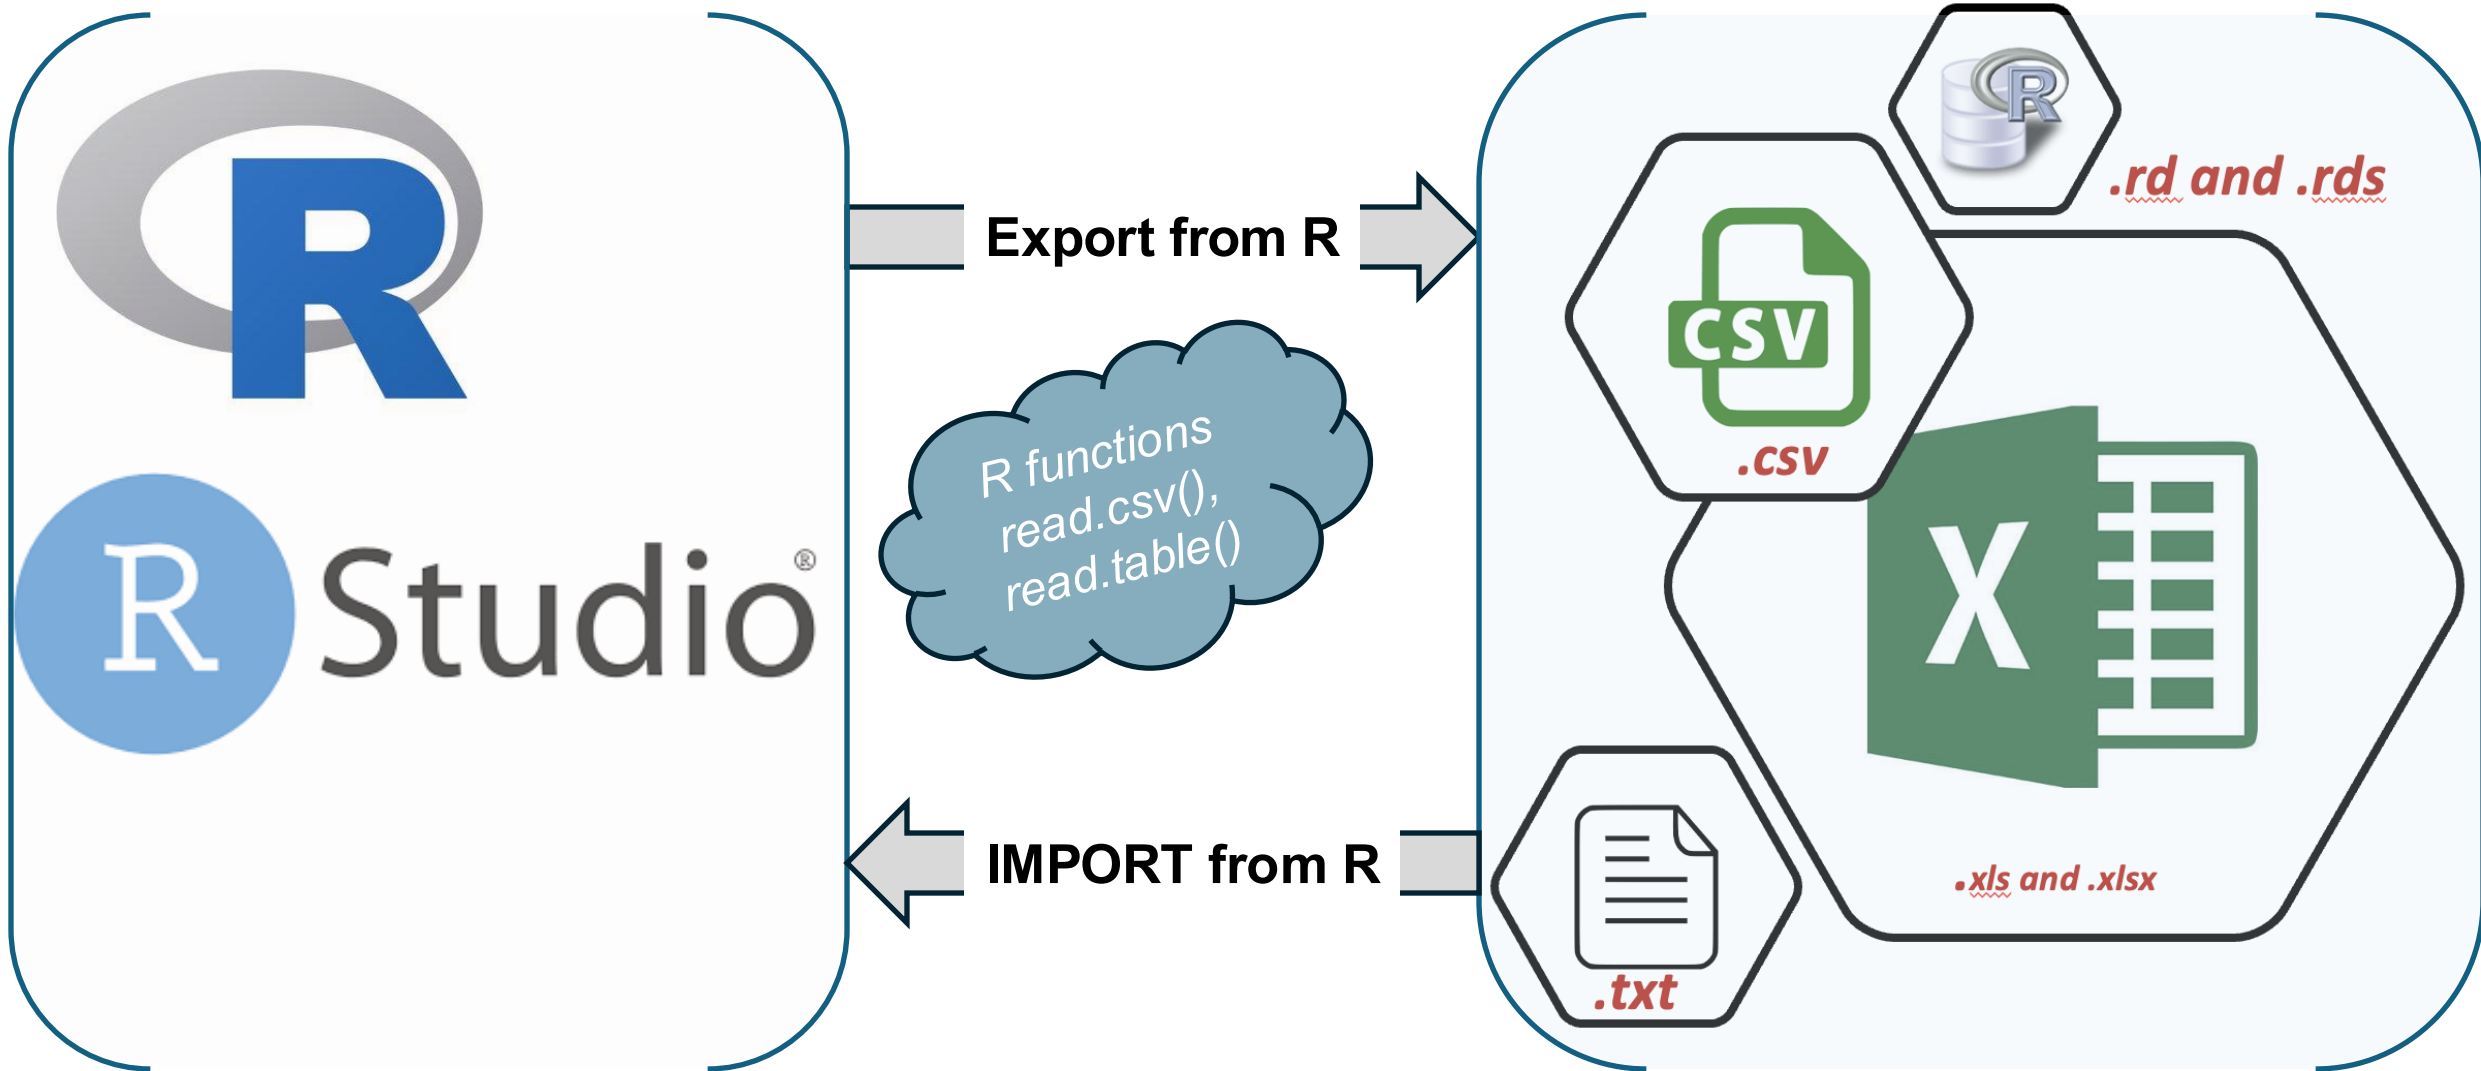 R
R Studio®
Export from R
R functions
read.csv(),
read.table()
IMPORT from R
R
.rd and .rds
CSV
.csv
X
.xls and .xlsx
.txt